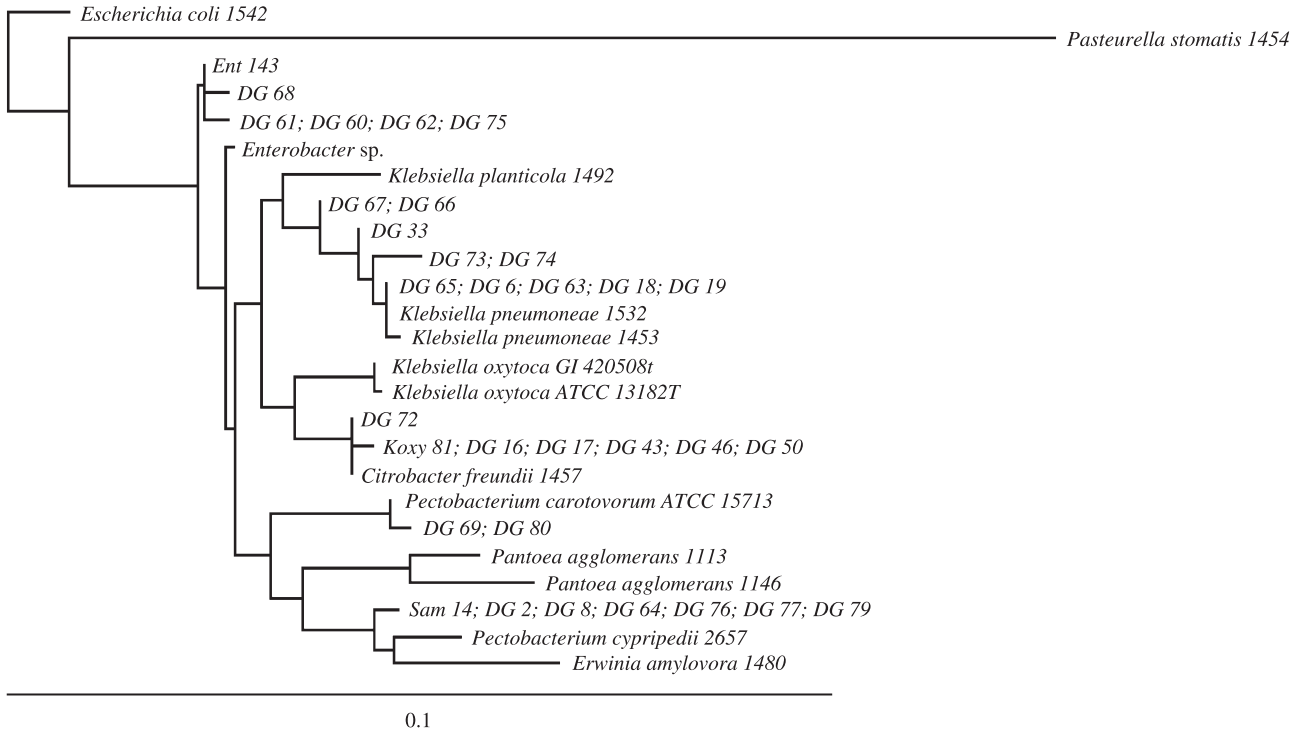 Escherichia coli 1542
Pasteurella stomatis 1454
Ent 143
DG 68
DG 61; DG 60; DG 62; DG 75
Enterobacter sp.
Klebsiella planticola 1492
DG 67; DG 66
DG 33
DG 73; DG 74
DG 65; DG 6; DG 63; DG 18; DG 19
Klebsiella pneumoneae 1532
Klebsiella pneumoneae 1453
Klebsiella oxytoca GI 420508t
Klebsiella oxytoca ATCC 13182T
DG 72
Koxy 81; DG 16; DG 17; DG 43; DG 46; DG 50
Citrobacter freundii 1457
Pectobacterium carotovorum ATCC 15713
DG 69; DG 80
Pantoea agglomerans 1113
Pantoea agglomerans 1146
Sam 14; DG 2; DG 8; DG 64; DG 76; DG 77; DG 79
Pectobacterium cypripedii 2657
Erwinia amylovora 1480
0.1